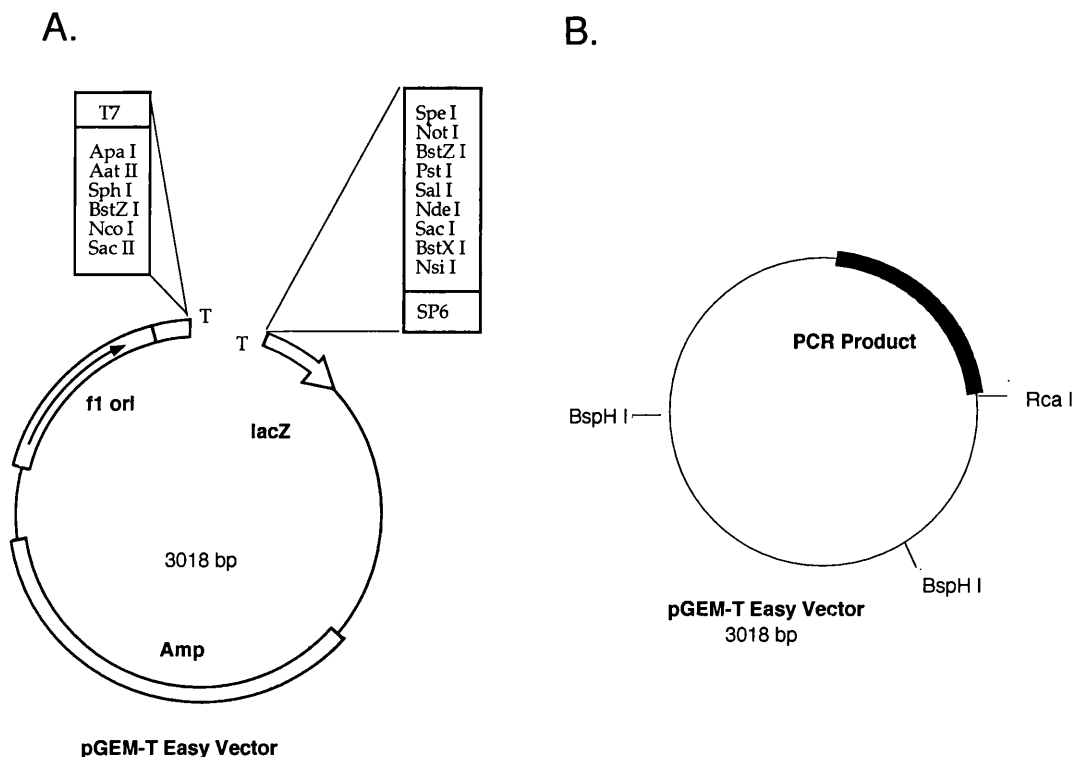 A.
T7
Apa I
Aat II
Sph I
BstZ I
Nco I
Sac II
Spe I
Not I
BstZ I
Pst I
Sal I
Nde I
Sac I
BstX I
Nsi I
SP6
T
T
f1 ori
lacZ
3018 bp
Amp
pGEM-T Easy Vector
B.
PCR Product
Rca I
BspH I
BspH I
pGEM-T Easy Vector
3018 bp